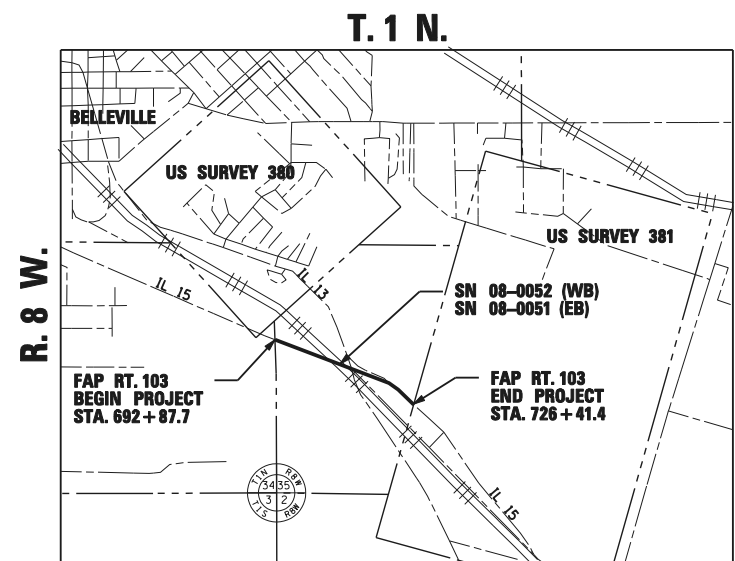 T. 1 N.
BELLEVILLE
US SURVEY 380
US SURVEY 381
R. 8 W.
IL 15
IL 13
SN 08–0052 (WB)
SN 08–0051 (EB)
FAP RT. 103
BEGIN PROJECT
STA. 692+87.7
FAP RT. 103
END PROJECT
STA. 726+41.4
T1N R8W
34 35
3 2
T1S R8W
IL 15